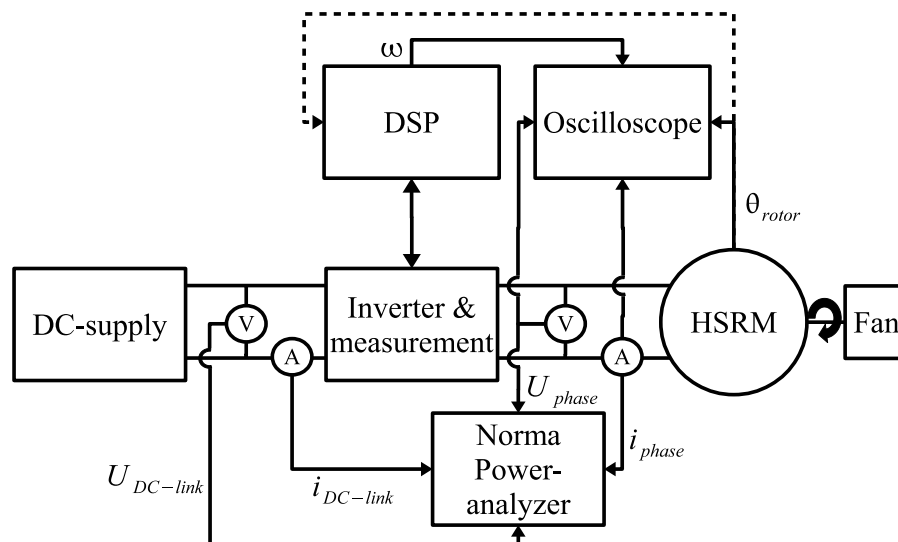 ω
DSP
Oscilloscope
θrotor
DC-supply
V
A
Inverter &
measurement
V
A
HSRM
Fan
Uphase
iphase
Norma
Power-
analyzer
UDC−link
iDC−link